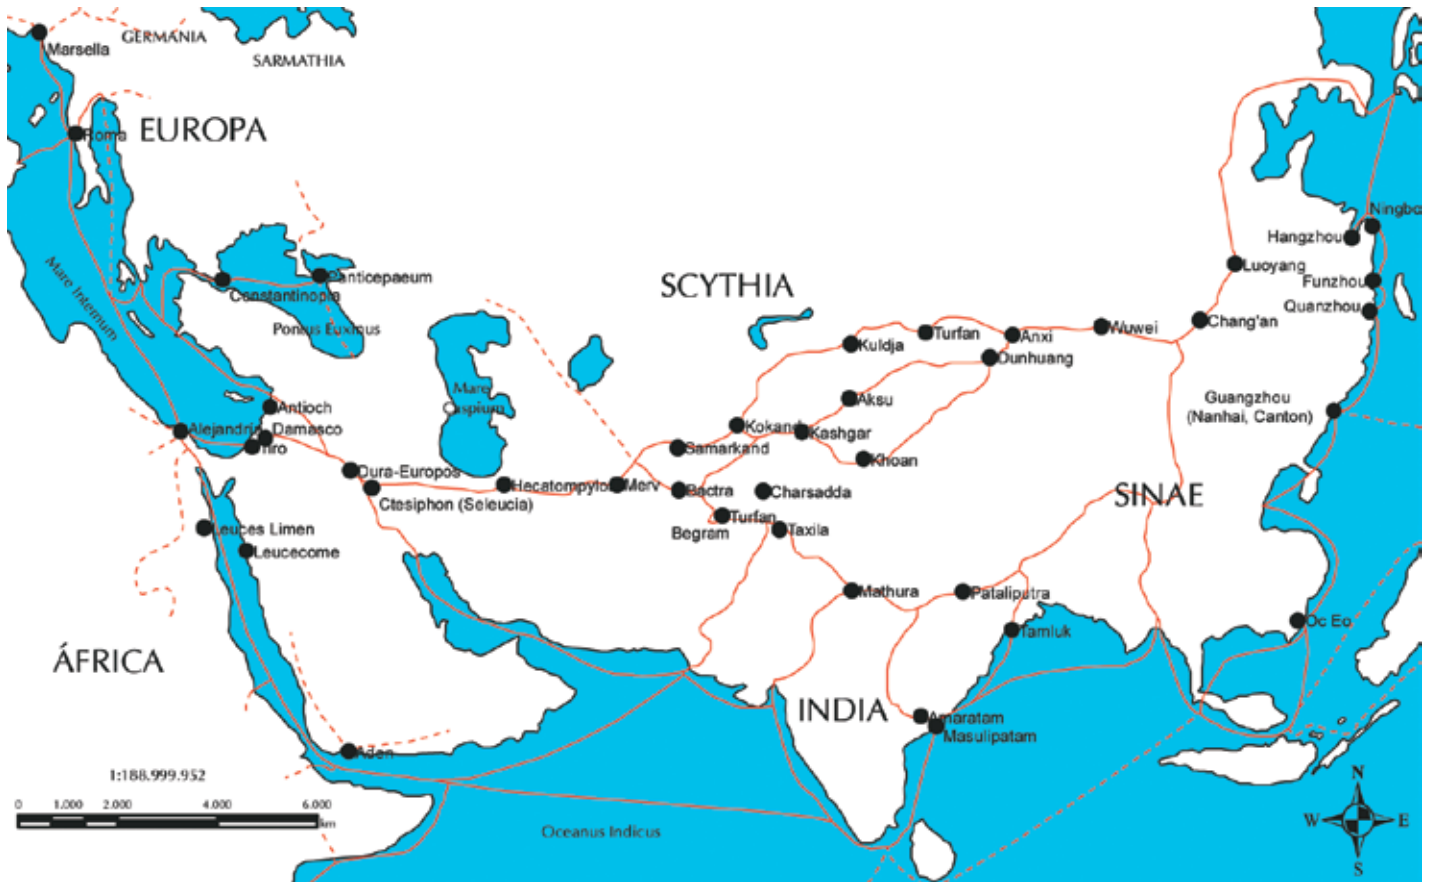 GERMANIA
Marsella
SARMATHIA
EUROPA
Roma
Ningbo
Hangzhou
Luoyang
Mare Internum
Panticepaeum
Constantinopla
SCYTHIA
Funzhou
Quanzhou
Pontus Euxinus
Chang'an
Wuwei
Turfan
Anxi
Kuldja
Dunhuang
Mare
Caspium
Aksu
Guangzhou
(Nanhai, Canton)
Antioch
Alejandria
Damasco
Tiro
Kokand
Kashgar
Samarkand
Khoan
Dura-Europos
Hecatompylos
Merv
Bactra
Charsadda
SINAE
Ctesiphon (Seleucia)
Turfan
Begram
Taxila
Leuces Limen
Leucecome
Mathura
Pataliputra
Oc Eo
Tamluk
ÁFRICA
INDIA
Amaratam
Masulipatam
Aden
1:188.999.952
0 1.000 2.000 4.000 6.000
km
Oceanus Indicus
N
W E
S